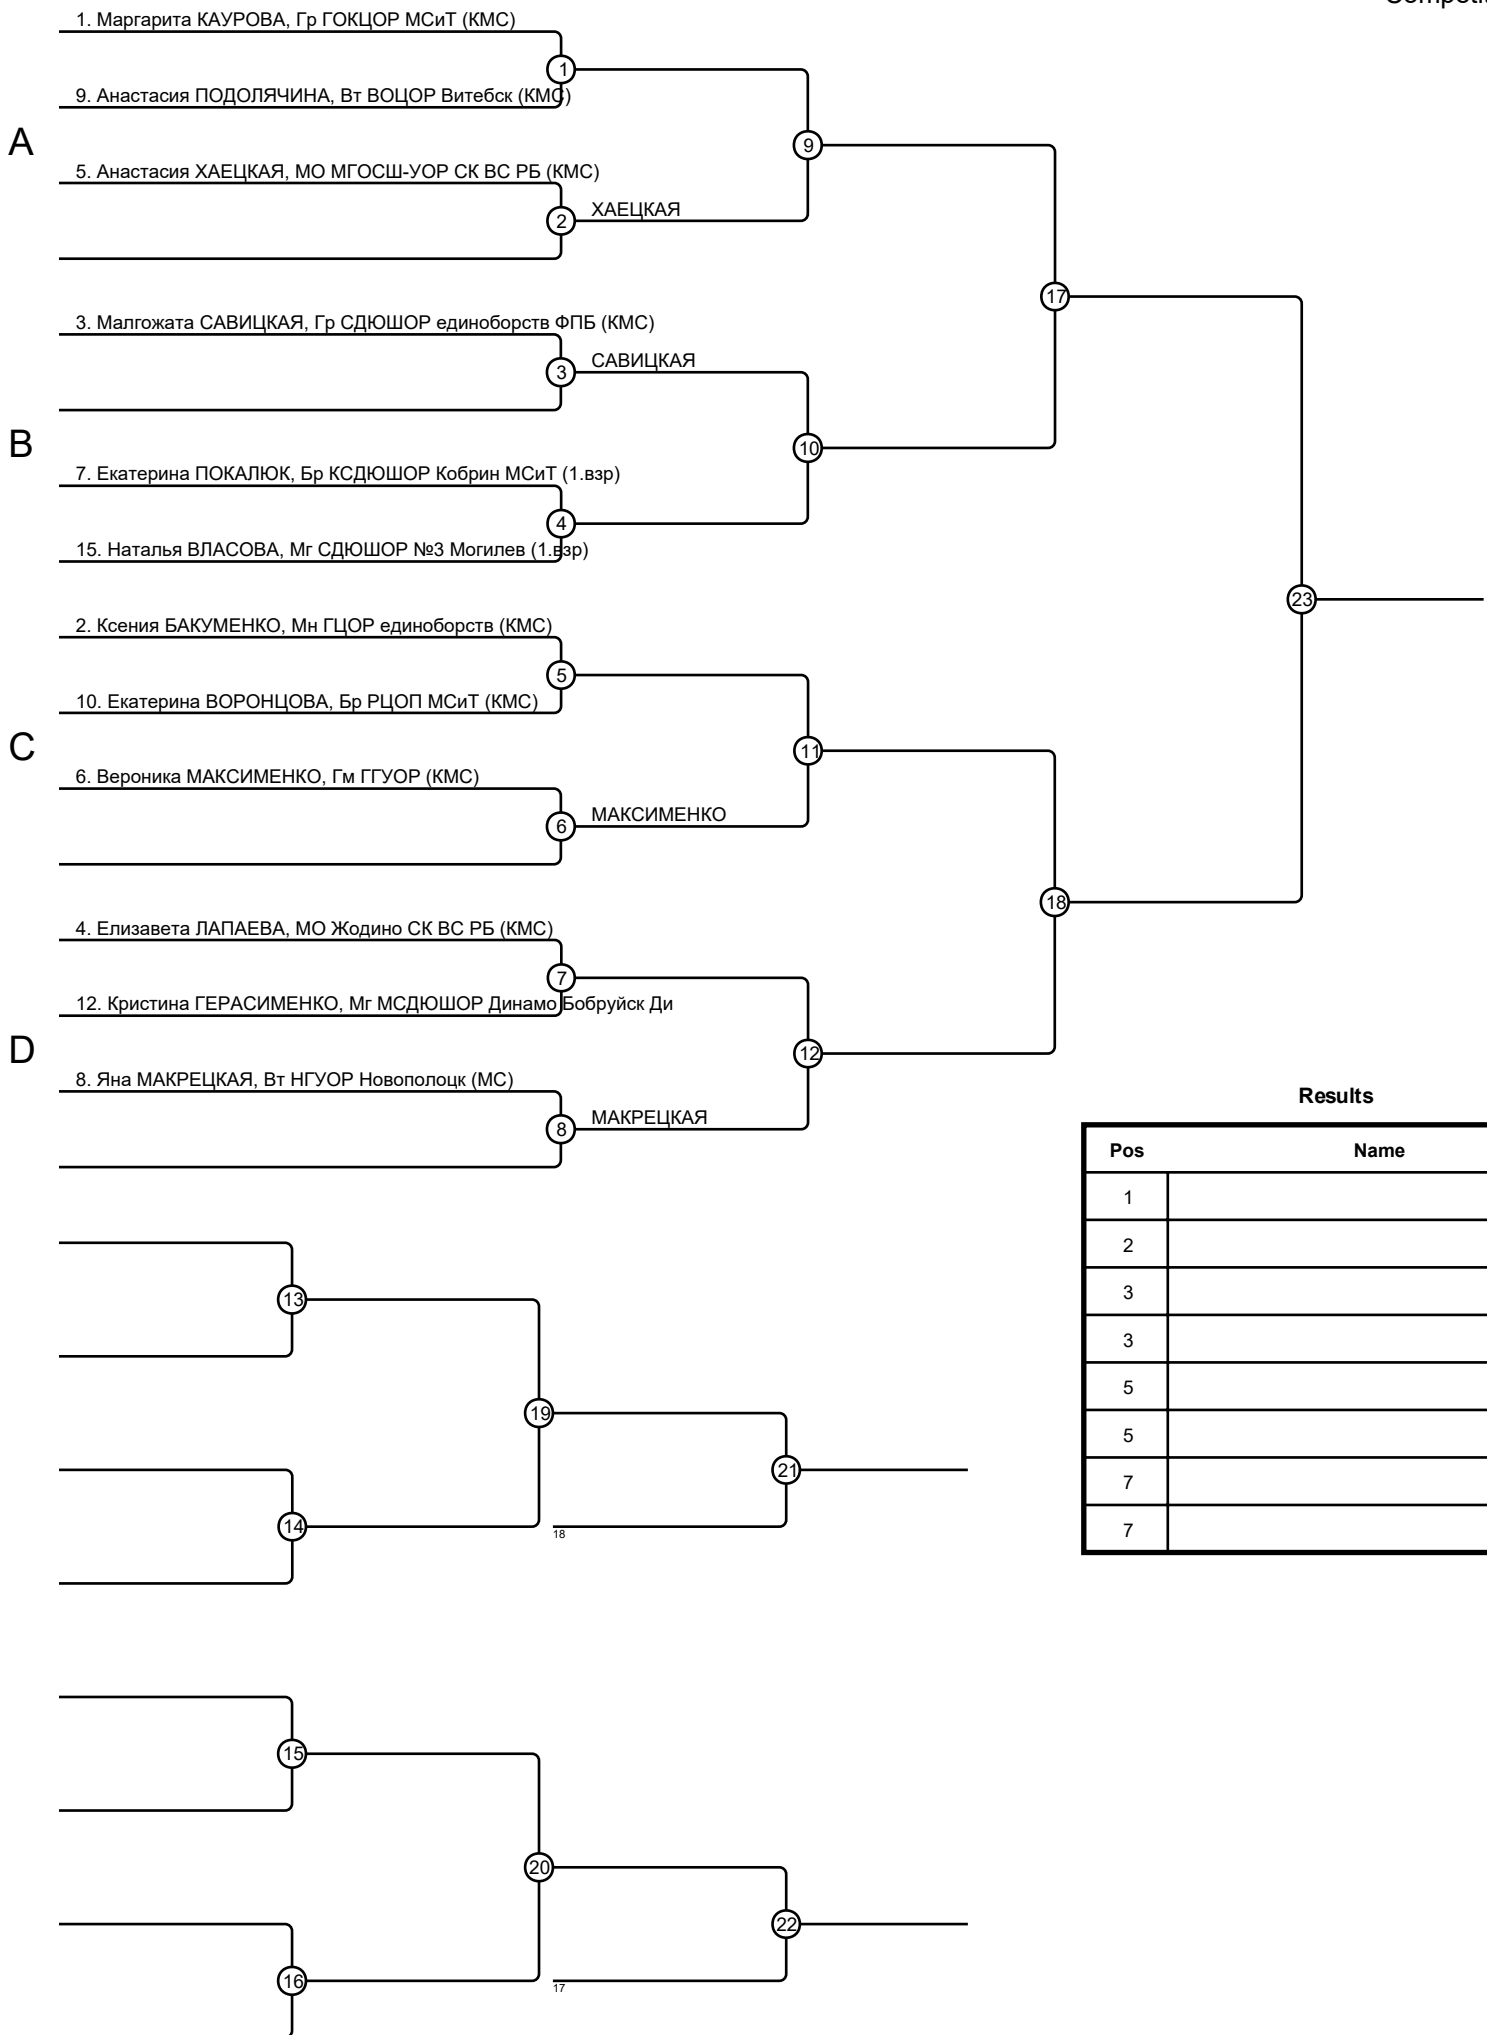 1. Маргарита КАУРОВА, Гр ГОКЦОР МСиТ (КМС)
1
9. Анастасия ПОДОЛЯЧИНА, Вт ВОЦОР Витебск (КМС)
A
9
5. Анастасия ХАЕЦКАЯ, МО МГОСШ-УОР СК ВС РБ (КМС)
2
ХАЕЦКАЯ
17
3. Малгожата САВИЦКАЯ, Гр СДЮШОР единоборств ФПБ (КМС)
3
САВИЦКАЯ
B
10
7. Екатерина ПОКАЛЮК, Бр КСДЮШОР Кобрин МСиТ (1.взр)
4
15. Наталья ВЛАСОВА, Мг СДЮШОР №3 Могилев (1.взр)
23
2. Ксения БАКУМЕНКО, Мн ГЦОР единоборств (КМС)
5
10. Екатерина ВОРОНЦОВА, Бр РЦОП МСиТ (КМС)
C
11
6. Вероника МАКСИМЕНКО, Гм ГГУОР (КМС)
6
МАКСИМЕНКО
18
4. Елизавета ЛАПАЕВА, МО Жодино СК ВС РБ (КМС)
7
12. Кристина ГЕРАСИМЕНКО, Мг МСДЮШОР Динамо Бобруйск Ди
D
12
8. Яна МАКРЕЦКАЯ, Вт НГУОР Новополоцк (МС)
8
МАКРЕЦКАЯ
Results
Pos Name
1
2
3
3
5
5
7
7
13
19
21
14
18
15
20
22
16
17